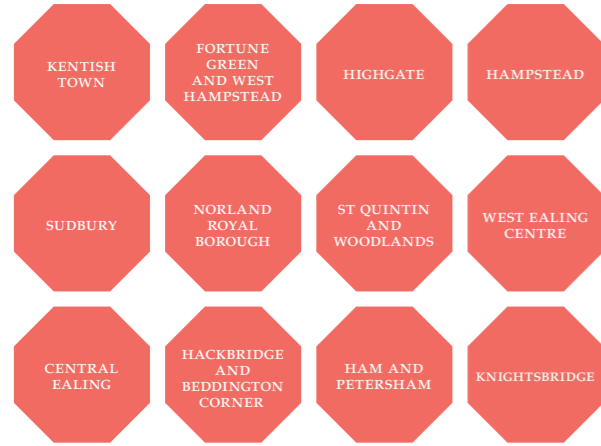 KENTISH
TOWN
FORTUNE
GREEN
AND WEST
HAMPSTEAD
HIGHGATE
HAMPSTEAD
SUDBURY
NORLAND
ROYAL
BOROUGH
ST QUINTIN
AND
WOODLANDS
WEST EALING
CENTRE
CENTRAL
EALING
HACKBRIDGE
AND
BEDDINGTON
CORNER
HAM AND
PETERSHAM
KNIGHTSBRIDGE